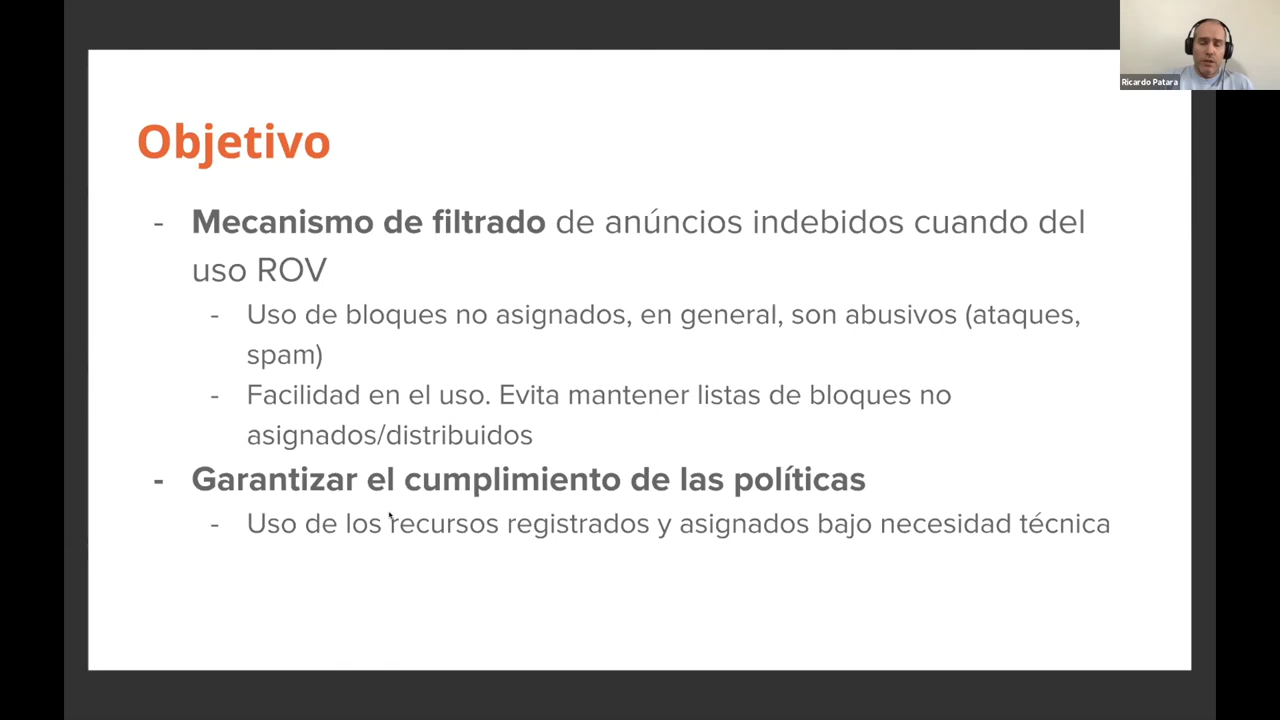 Objetivo
- Mecanismo de filtrado de anúncios indebidos cuando del
uso ROV
- Uso de bloques no asignados, en general, son abusivos (ataques,
spam)
- Facilidad en el uso. Evita mantener listas de bloques no
asignados/distribuidos
- Garantizar el cumplimiento de las políticas
- Uso de los recursos registrados y asignados bajo necesidad técnica
Ricardo Patara